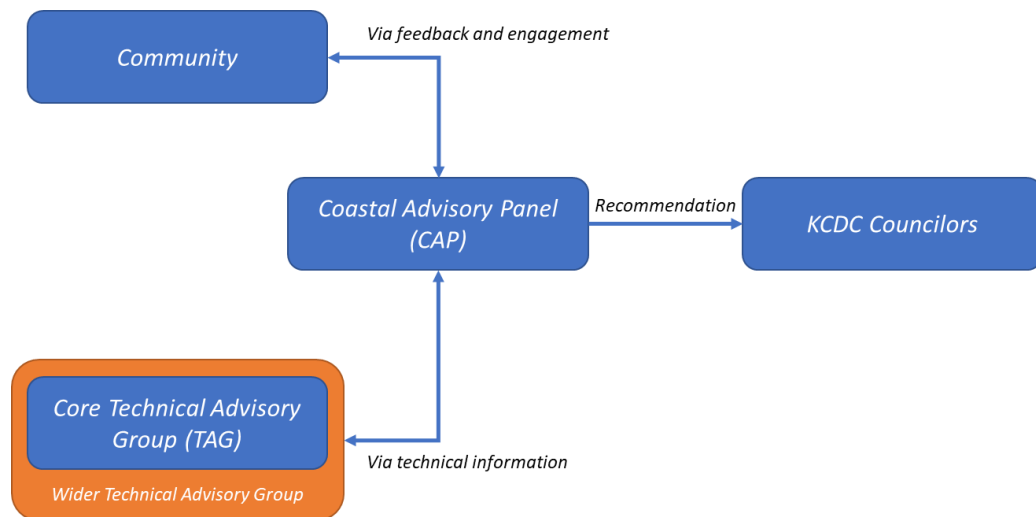 Via feedback and engagement
Community
Coastal Advisory Panel
(CAP)
Recommendation
KCDC Councilors
Core Technical Advisory
Group (TAG)
Via technical information
Wider Technical Advisory Group